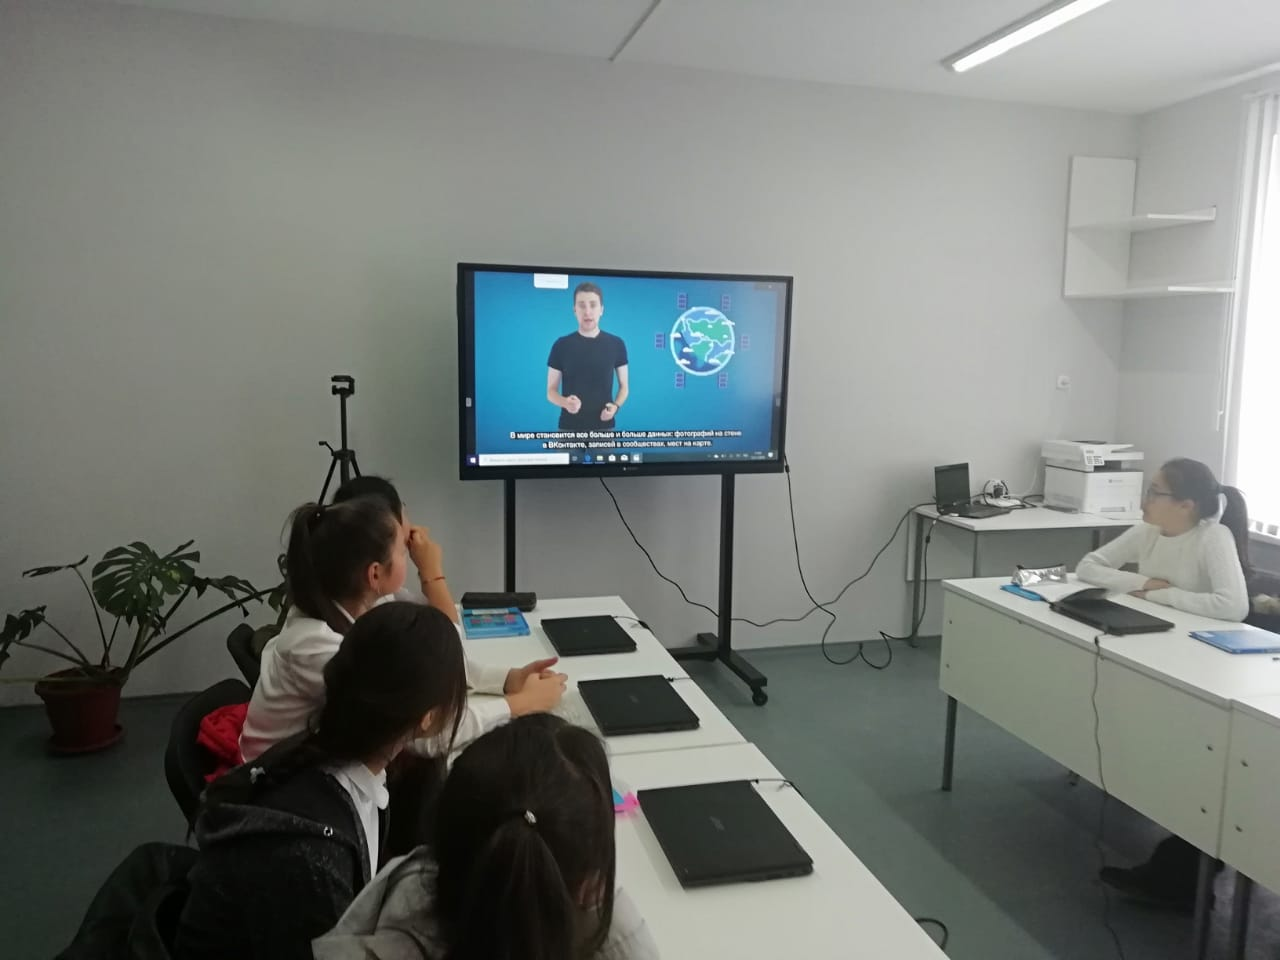 В мире становится все больше и больше данных: фотографий на стене
в ВКонтакте, записей в сообществах, мест на карте.